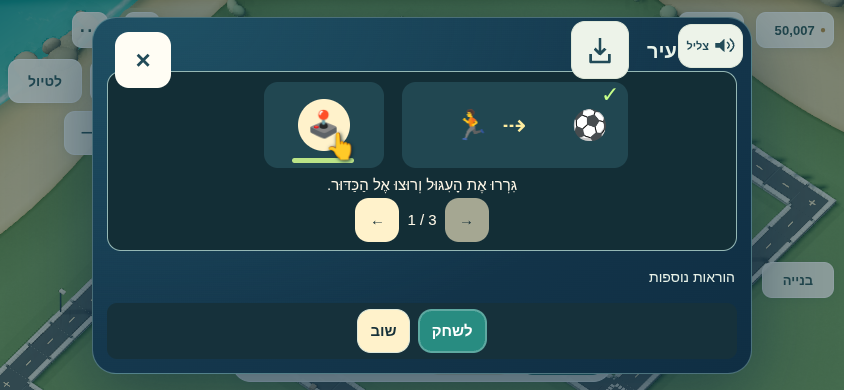 50,007
צליל
עיר
לטיול
גִּרְרוּ אֶת הָעִגּוּל וְרוּצוּ אֶל הַכַּדּוּר.
1 / 3
הוראות נוספות
בנייה
לשחק
שוב